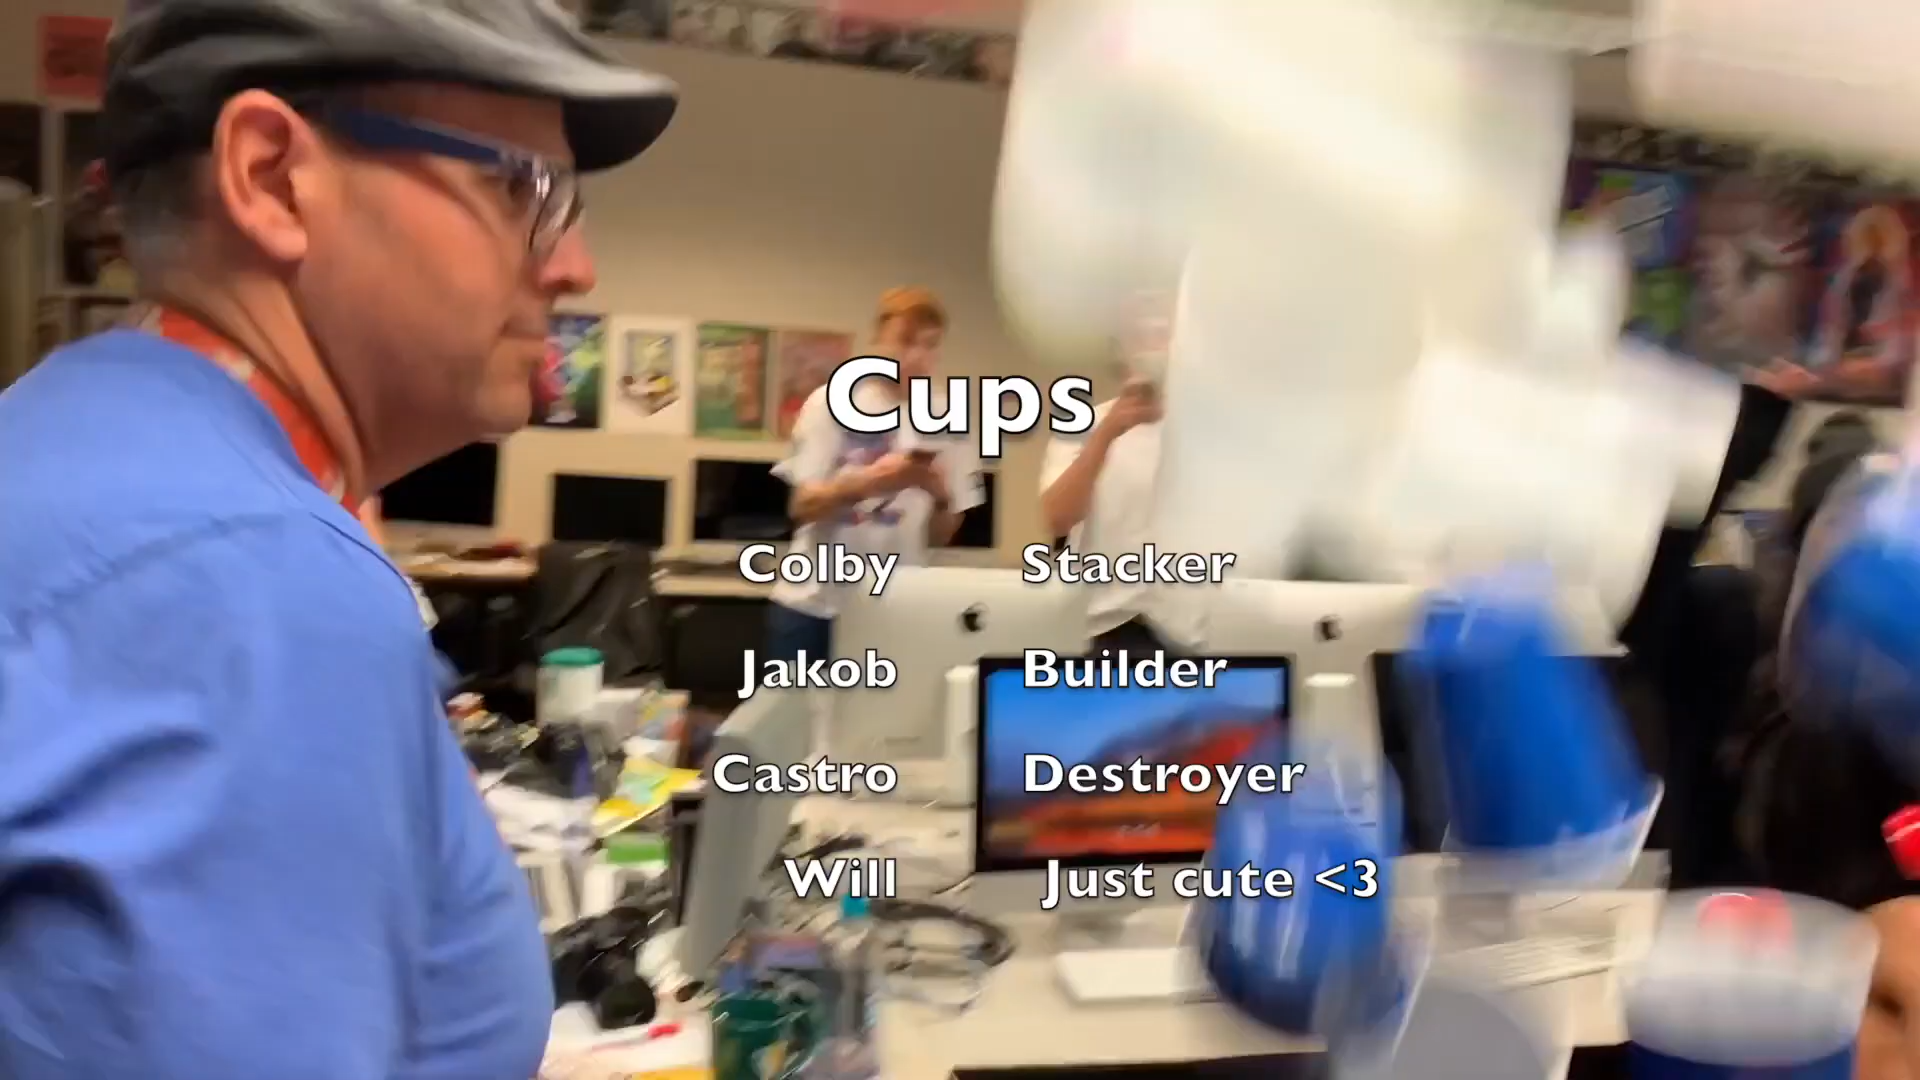 Cups
Colby Stacker
Jakob Builder
Castro Destroyer
Will Just cute <3